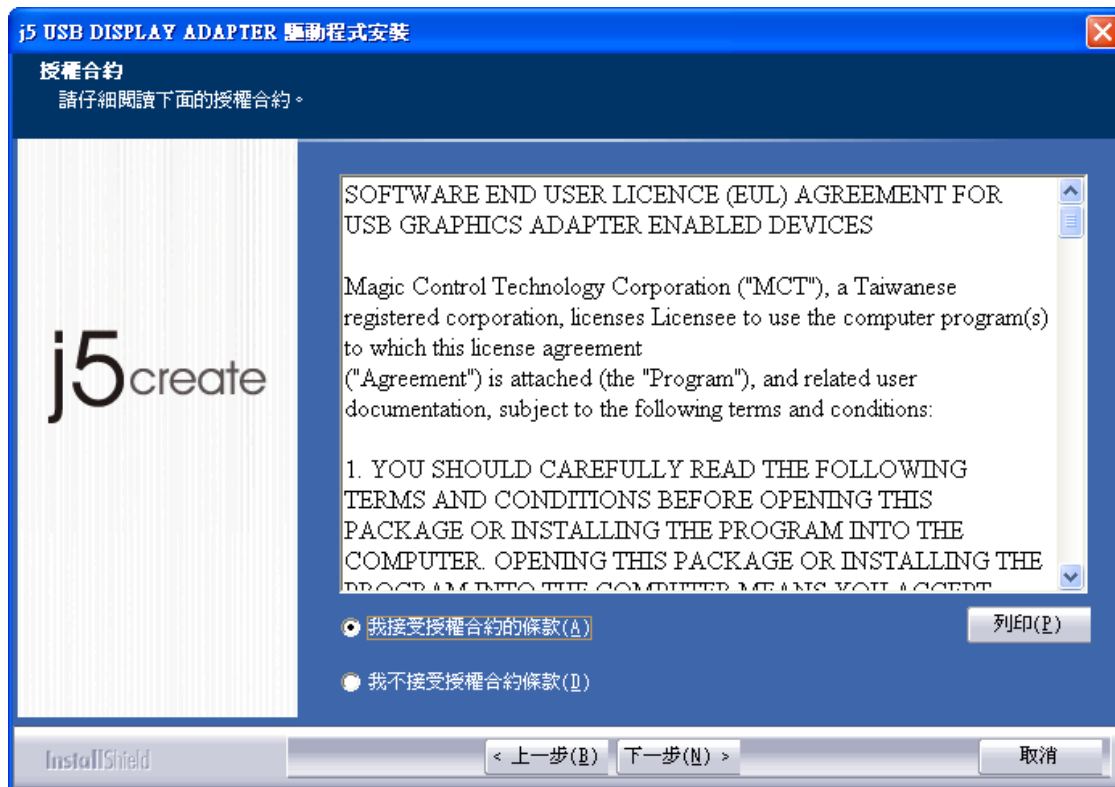 j5 USB DISPLAY ADAPTER 驅動程式安裝
授權合約
請仔細閱讀下面的授權合約。
j5create
SOFTWARE END USER LICENCE (EUL) AGREEMENT FOR
USB GRAPHICS ADAPTER ENABLED DEVICES
Magic Control Technology Corporation ("MCT"), a Taiwanese
registered corporation, licenses Licensee to use the computer program(s)
to which this license agreement
("Agreement") is attached (the "Program"), and related user
documentation, subject to the following terms and conditions:
1. YOU SHOULD CAREFULLY READ THE FOLLOWING
TERMS AND CONDITIONS BEFORE OPENING THIS
PACKAGE OR INSTALLING THE PROGRAM INTO THE
COMPUTER. OPENING THIS PACKAGE OR INSTALLING THE
PROGRAM INTO THE COMPUTER MEANS YOU ACCEPT
我接受授權合約的條款(A)
列印(P)
我不接受授權合約條款(D)
InstallShield
< 上一步(B)
下一步(N) >
取消